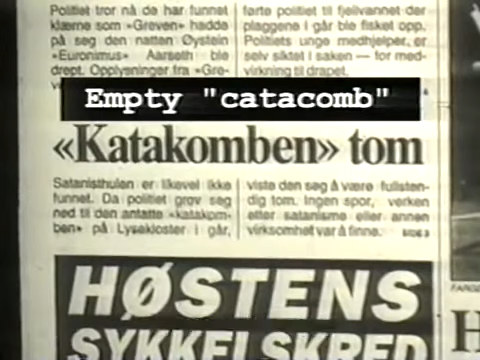 Politiet tror nå de har funnet
klærne som «Greven» hadde
på seg den natten Øystein
«Euronimus» Aarseth ble
drept. Opplysninger fra «Gre-
førte politiet til fjellvannet der
plaggene i går ble fisket opp.
Politiets unge medhjelper, er
selv siktet i saken — for med-
virkning til drapet.
Empty "catacomb"
«Katakomben» tom
Satanisthulen er likevel ikke
funnet. Da politiet grov seg
ned til den antatte «katakom-
ben» på Lysekloster i går,
viste den seg å være fullsten-
dig tom. Ingen spor, verken
etter satanisme eller annen
virksomhet var å finne. SIDE 3
HØSTENS
SYKKELSKRED
FARGE
H